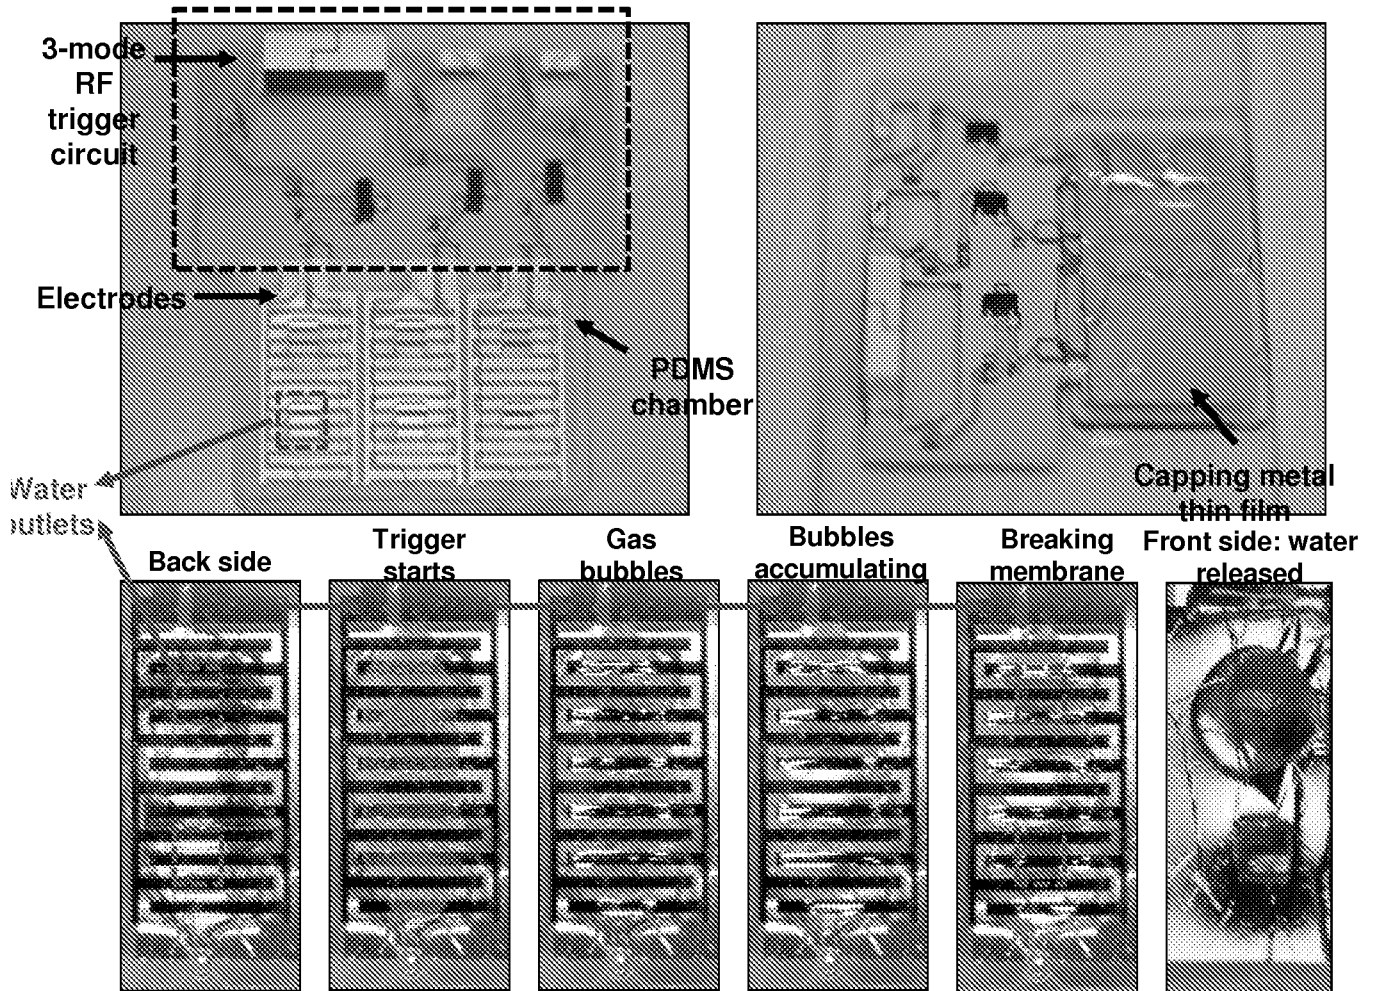 3-mode
RF
trigger
circuit
Electrodes
PDMS
chamber
Water
outlets
Capping metal
thin film
Back side
Trigger
starts
Gas
bubbles
Bubbles
accumulating
Breaking
membrane
Front side: water
released